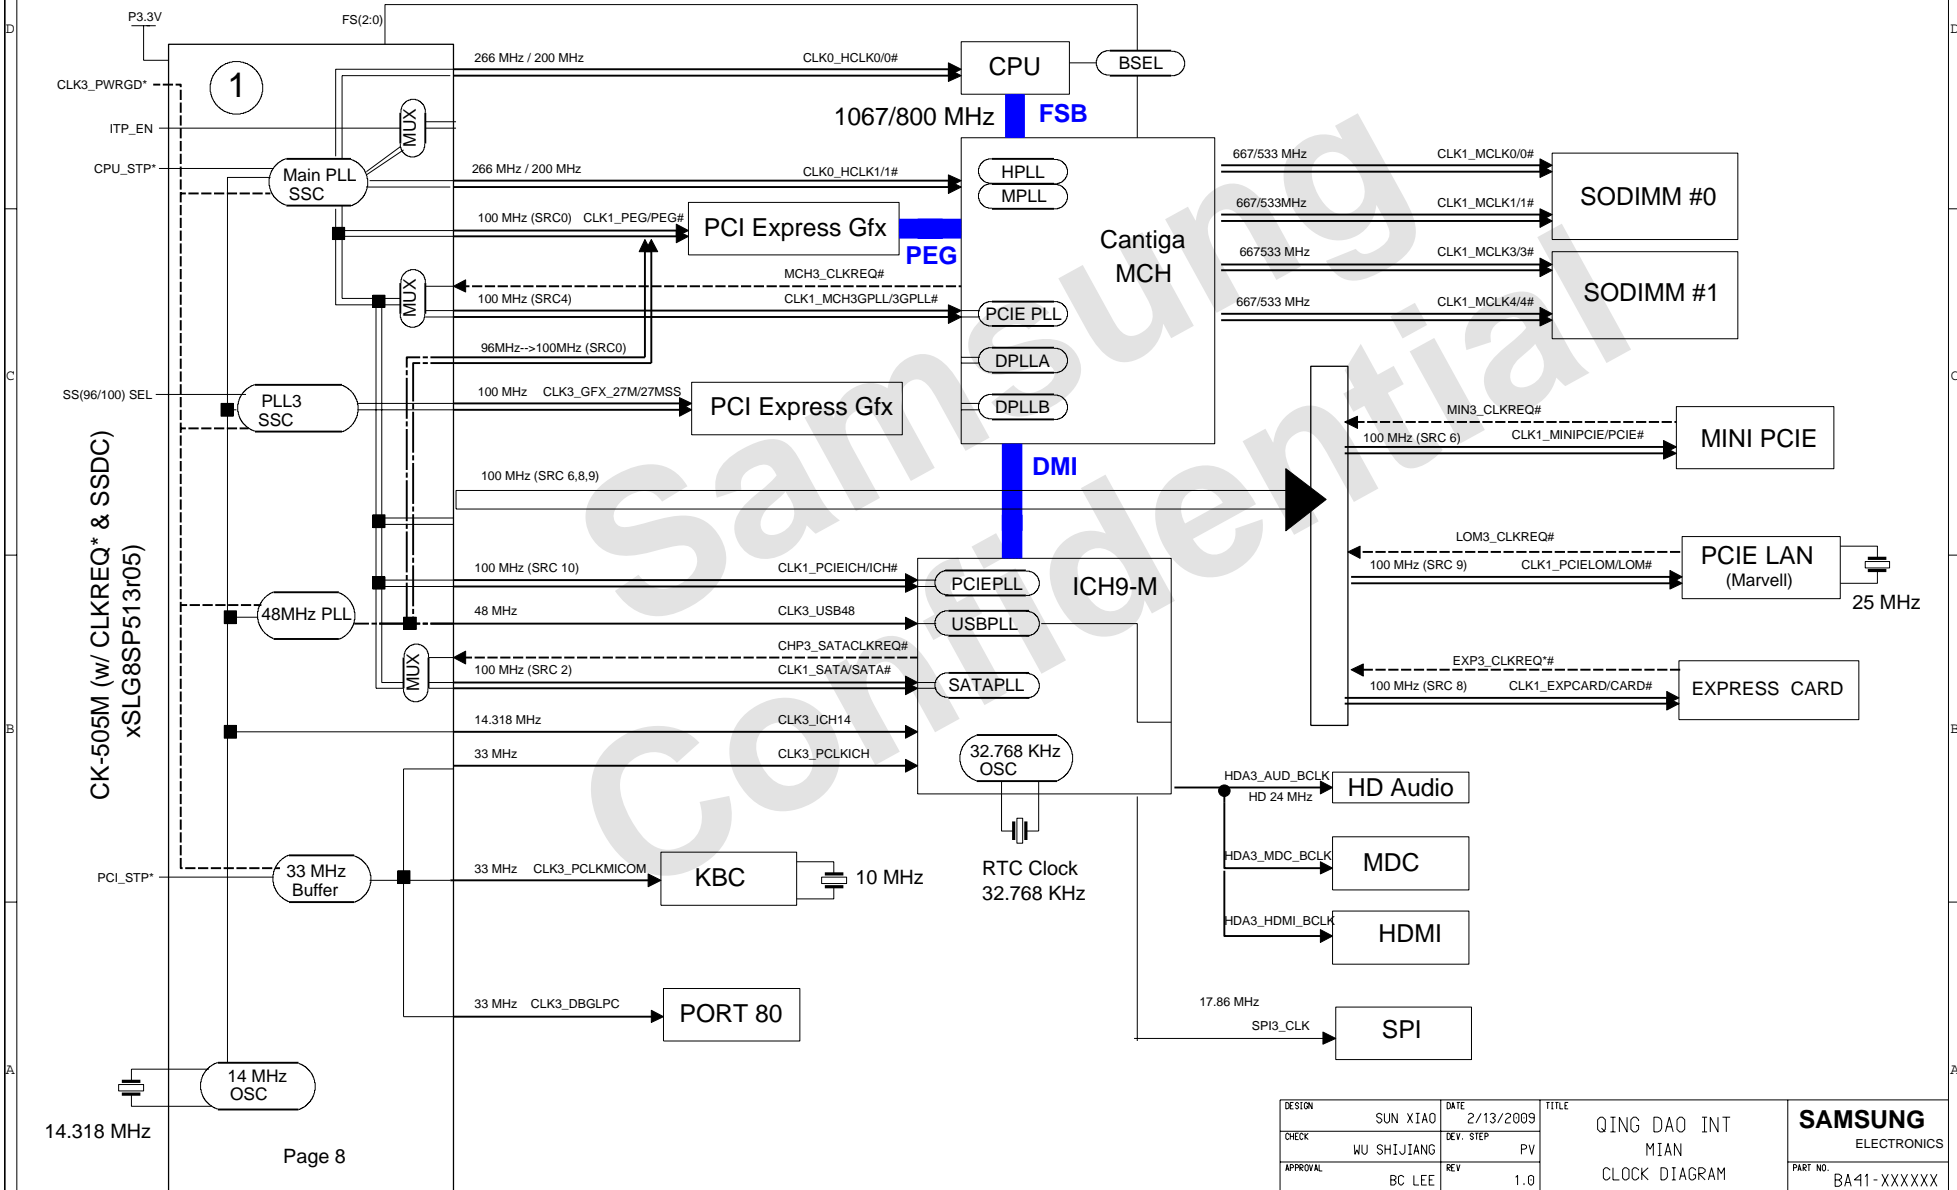 P3.3V
FS(2:0)
D
D
1
CLK3_PWRGD*
ITP_EN
CPU_STP*
MUX
Main PLL
SSC
266 MHz / 200 MHz
CLK0_HCLK0/0#
CPU
BSEL
1067/800 MHz
FSB
266 MHz / 200 MHz
CLK0_HCLK1/1#
HPLL
MPLL
100 MHz (SRC0)
CLK1_PEG/PEG#
PCI Express Gfx
PEG
Cantiga
MCH
667/533 MHz
CLK1_MCLK0/0#
667/533MHz
CLK1_MCLK1/1#
SODIMM #0
667533 MHz
CLK1_MCLK3/3#
667/533 MHz
CLK1_MCLK4/4#
SODIMM #1
MUX
MCH3_CLKREQ#
100 MHz (SRC4)
CLK1_MCH3GPLL/3GPLL#
PCIE PLL
96MHz-->100MHz (SRC0)
DPLLA
C
C
SS(96/100) SEL
PLL3
SSC
100 MHz
CLK3_GFX_27M/27MSS
PCI Express Gfx
DPLLB
MIN3_CLKREQ#
100 MHz (SRC 6)
CLK1_MINIPCIE/PCIE#
MINI PCIE
DMI
100 MHz (SRC 6,8,9)
CK-505M (w/ CLKREQ* & SSDC)
xSLG8SP513r05)
LOM3_CLKREQ#
100 MHz (SRC 9)
CLK1_PCIELOM/LOM#
PCIE LAN
(Marvell)
25 MHz
100 MHz (SRC 10)
CLK1_PCIEICH/ICH#
PCIEPLL
ICH9-M
48MHz PLL
48 MHz
CLK3_USB48
USBPLL
MUX
CHP3_SATACLKREQ#
100 MHz (SRC 2)
CLK1_SATA/SATA#
SATAPLL
EXP3_CLKREQ*#
100 MHz (SRC 8)
CLK1_EXPCARD/CARD#
EXPRESS CARD
B
B
14.318 MHz
CLK3_ICH14
33 MHz
CLK3_PCLKICH
32.768 KHz
OSC
HDA3_AUD_BCLK
HD 24 MHz
HD Audio
RTC Clock
32.768 KHz
HDA3_MDC_BCLK
MDC
HDA3_HDMI_BCLK
HDMI
PCI_STP*
33 MHz
Buffer
33 MHz
CLK3_PCLKMICOM
KBC
10 MHz
33 MHz
CLK3_DBGLPC
PORT 80
17.86 MHz
SPI3_CLK
SPI
A
A
14 MHz
OSC
14.318 MHz
Page 8
Samsung
Confidential
DESIGN
SUN XIAO
DATE
2/13/2009
TITLE
QING DAO INT
MIAN
CLOCK DIAGRAM
SAMSUNG
ELECTRONICS
CHECK
WU SHIJIANG
DEV. STEP
PV
APPROVAL
BC LEE
REV
1.0
PART NO.
BA41-XXXXXX